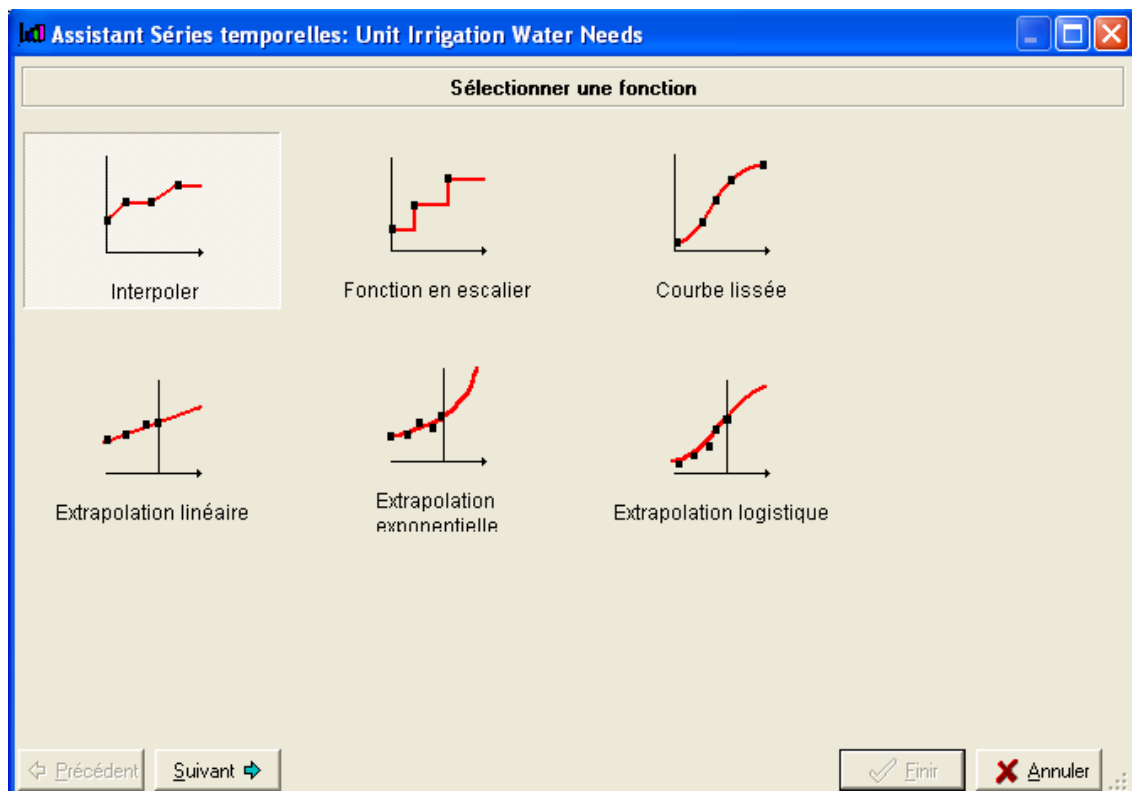 Assistant Séries temporelles: Unit Irrigation Water Needs
Sélectionner une fonction
Interpoler
Fonction en escalier
Courbe lissée
Extrapolation linéaire
Extrapolation
exponentielle
Extrapolation logistique
Précédent
Suivant
Finir
Annuler